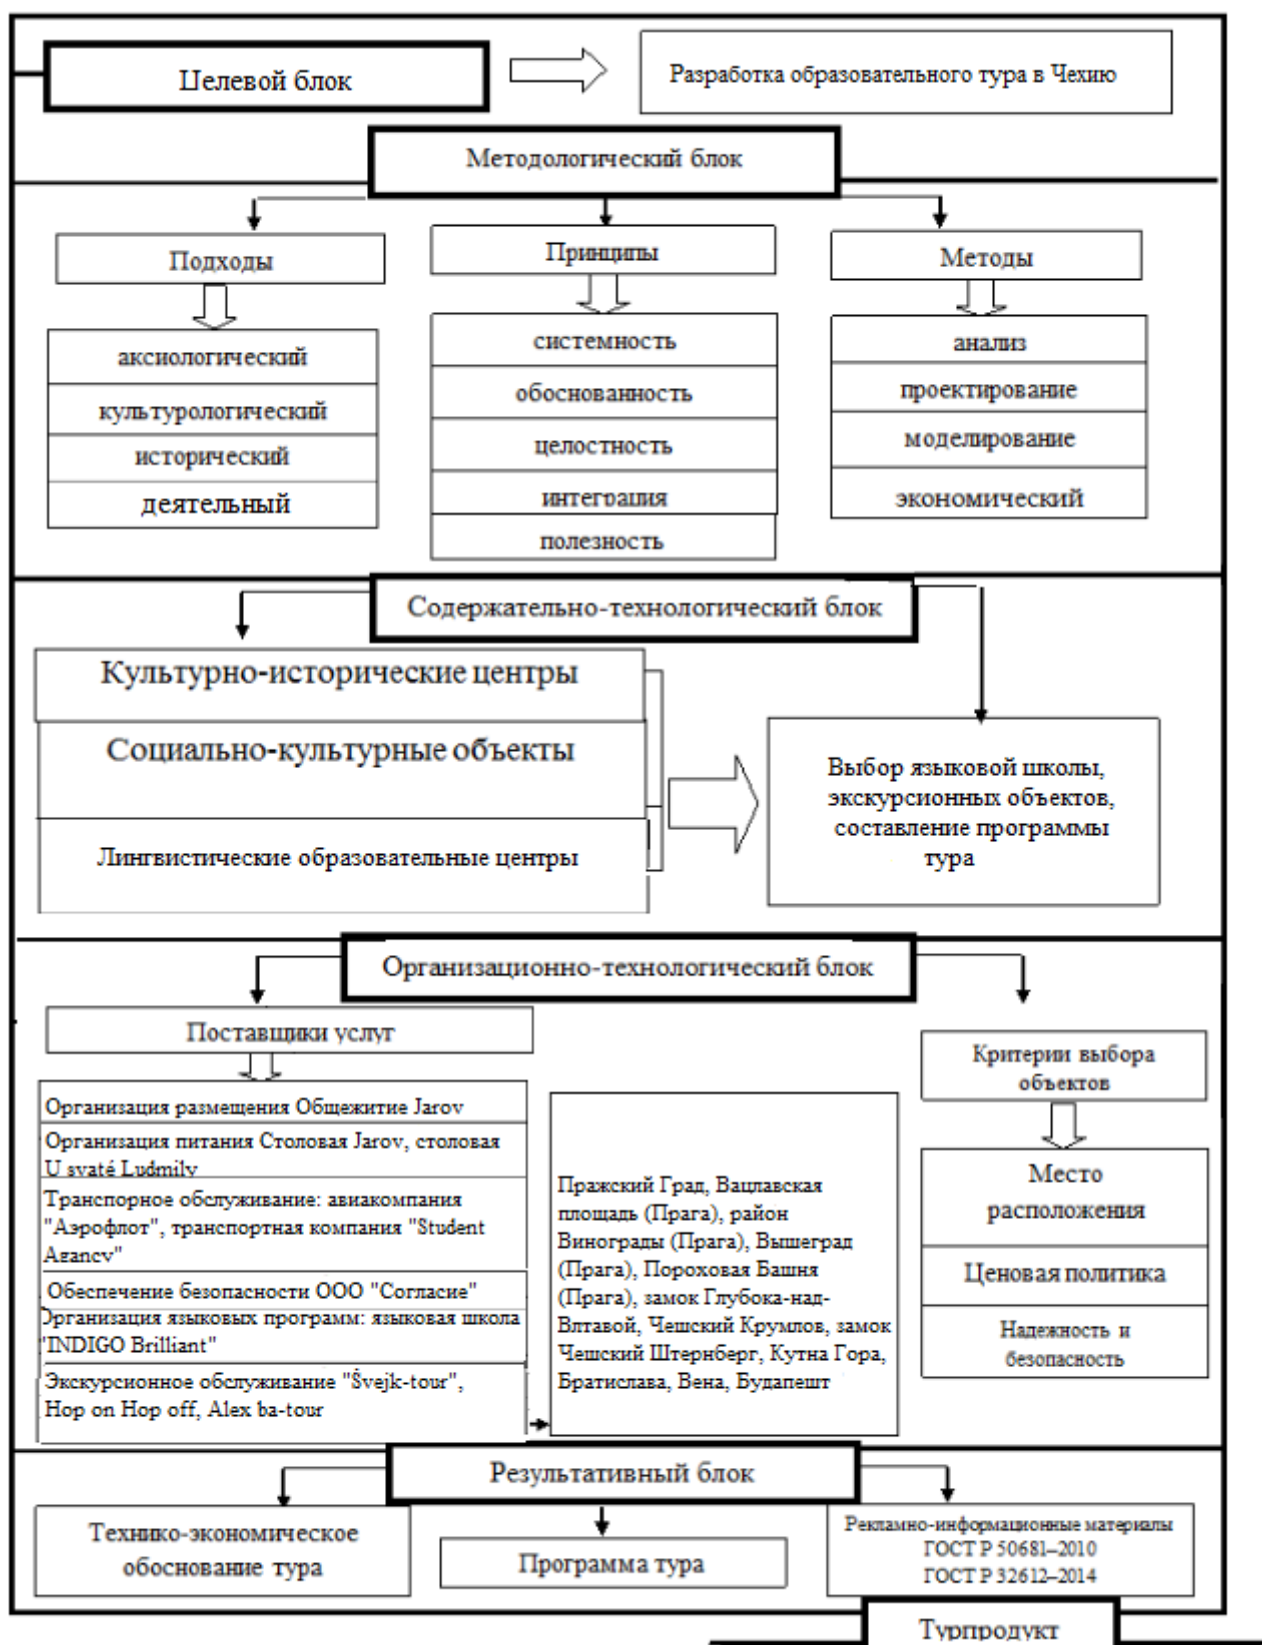 Целевой блок
Разработка образовательного тура в Чехию
Методологический блок
Подходы
аксиологический
культурологический
исторический
деятельный
Принципы
системность
обоснованность
целостность
интеграция
полезность
Методы
анализ
проектирование
моделирование
экономический
Содержательно-технологический блок
Культурно-исторические центры
Социально-культурные объекты
Лингвистические образовательные центры
Выбор языковой школы,
экскурсионных объектов,
составление программы
тура
Организационно-технологический блок
Поставщики услуг
Организация размещения Общежитие Jarov
Организация питания Столовая Jarov, столовая
U svaté Ludmily
Транспорное обслуживание: авиакомпания
"Аэрофлот", транспортная компания "Student
Agancy"
Обеспечение безопасности ООО "Согласие"
Организация языковых программ: языковая школа
"INDIGO Brilliant"
Экскурсионное обслуживание "Švejk-tour",
Hop on Hop off, Alex ba-tour
Пражский Град, Вацлавская
площадь (Прага), район
Винограды (Прага), Вышеград
(Прага), Пороховая Башня
(Прага), замок Глубока-над-
Влтавой, Чешский Крумлов, замок
Чешский Штернберг, Кутна Гора,
Братислава, Вена, Будапешт
Критерии выбора
объектов
Место
расположения
Ценовая политика
Надежность и
безопасность
Результативный блок
Технико-экономическое
обоснование тура
Программа тура
Рекламно-информационные материалы
ГОСТ Р 50681–2010
ГОСТ Р 32612–2014
Турпродукт